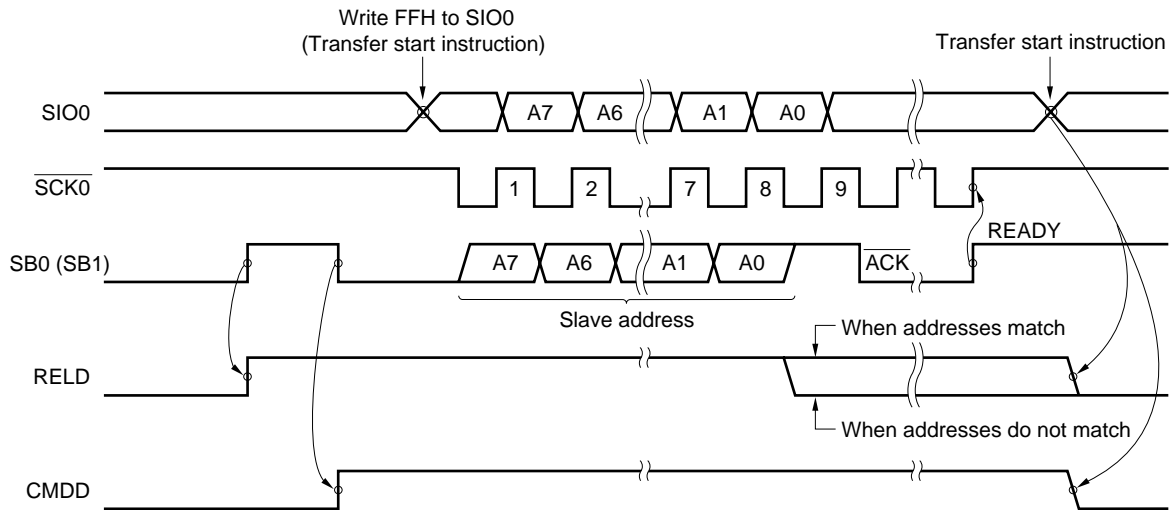 Write FFH to SIO0
(Transfer start instruction)
Transfer start instruction
SIO0
A7
A6
A1
A0
SCK0
1
2
7
8
9
READY
SB0 (SB1)
A7
A6
A1
A0
ACK
Slave address
When addresses match
RELD
When addresses do not match
CMDD